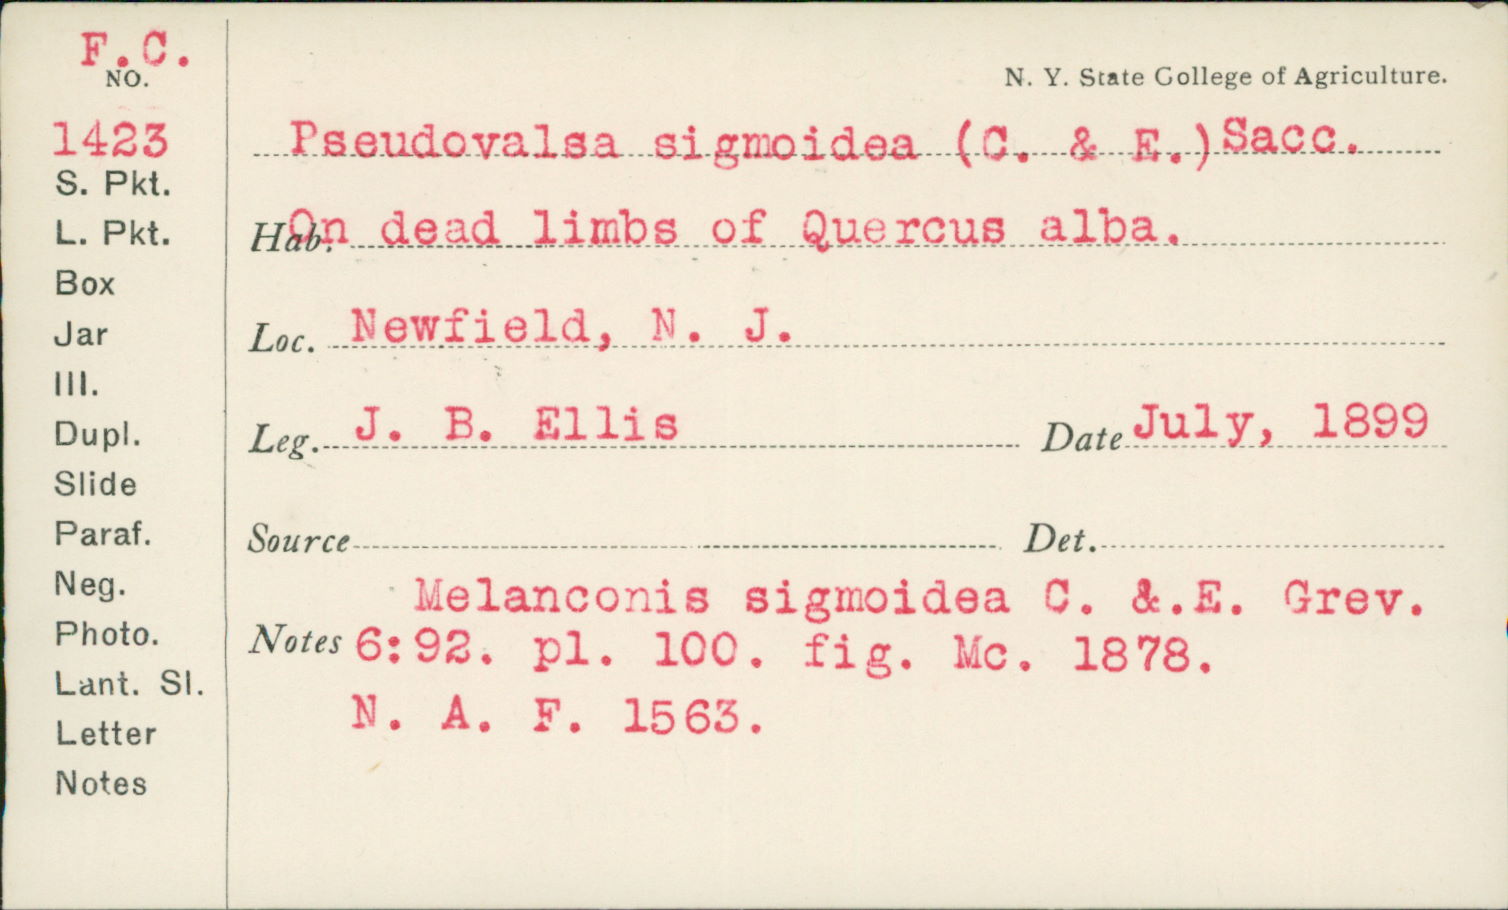 F.C.
NO.
N. Y. State College of Agriculture.
1423
Pseudovalsa sigmoidea (C. & E.)Sacc.
S. Pkt.
L. Pkt.
Hab. On dead limbs of Quercus alba.
Box
Jar
Loc. Newfield, N. J.
Ill.
Dupl.
Leg. J. B. Ellis Date July, 1899
Slide
Paraf.
Source Det.
Neg.
Melanconis sigmoidea C. &.E. Grev.
Photo.
Notes 6:92. pl. 100. fig. Mc. 1878.
Lant. Sl.
N. A. F. 1563.
Letter
Notes